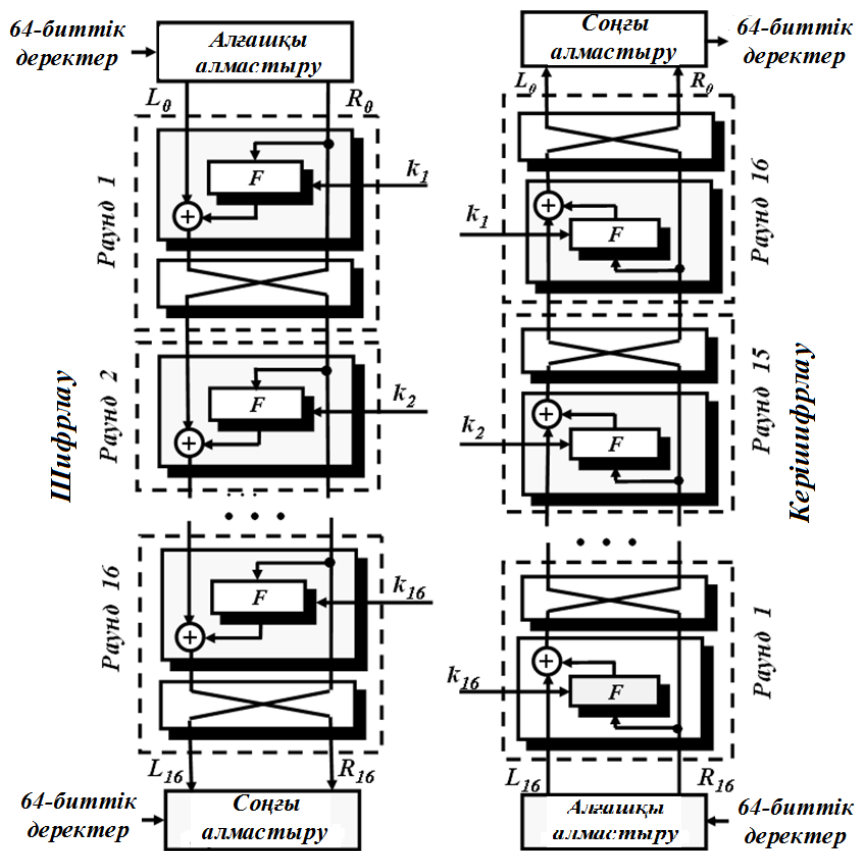 64-биттік
деректер
Алғашқы
алмастыру
L0
R0
Раунд 1
F
k1
Раунд 2
F
k2
Шифрлау
...
• • •
Раунд 16
F
k16
L16
R16
64-биттік
деректер
Соңғы
алмастыру
Соңғы
алмастыру
64-биттік
деректер
L0
R0
Раунд 16
k1
F
Раунд 15
k2
F
Керішифрлау
• • •
Раунд 1
k16
F
L16
R16
Алғашқы
алмастыру
64-биттік
деректер